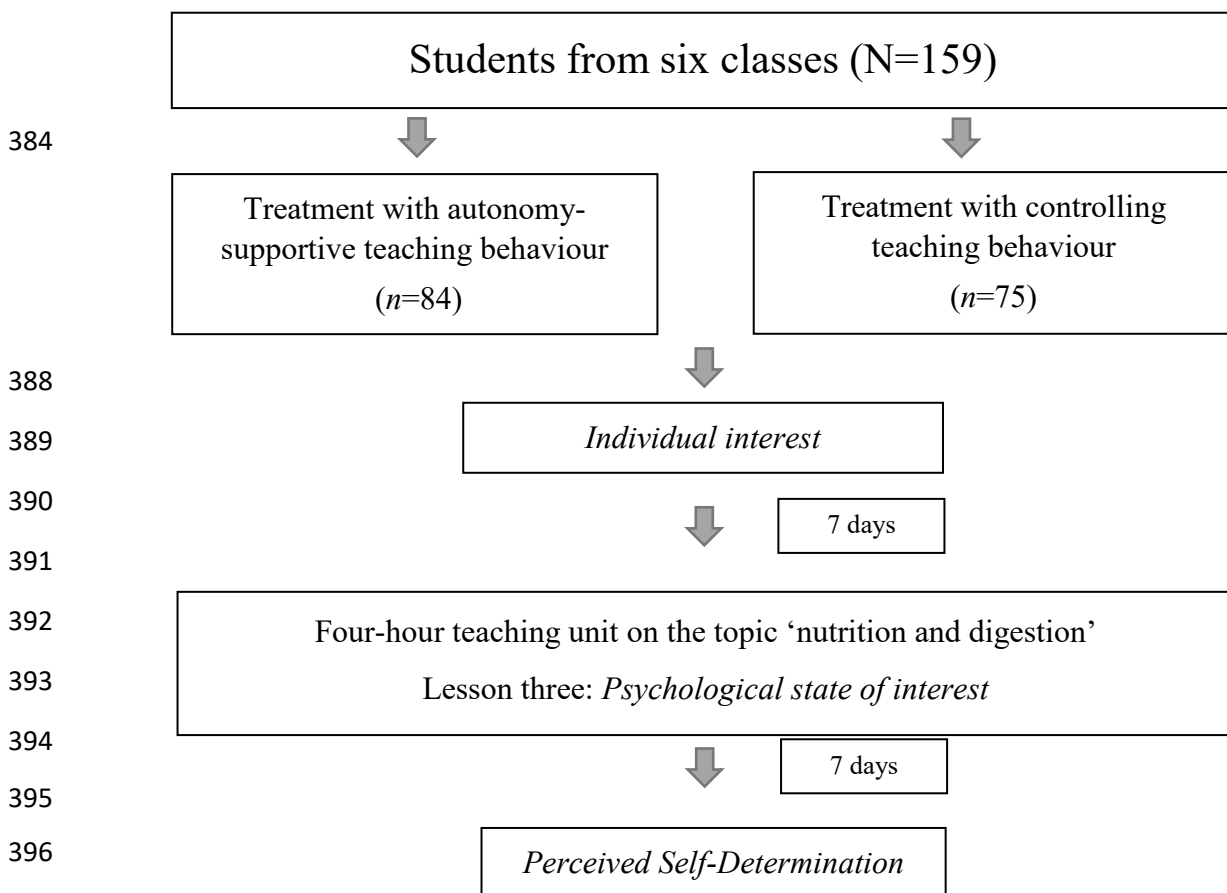 Students from six classes (N=159)
384
Treatment with autonomy-
supportive teaching behaviour
(n=84)
Treatment with controlling
teaching behaviour
(n=75)
388
389
Individual interest
390
7 days
391
392
Four-hour teaching unit on the topic ‘nutrition and digestion’
393
Lesson three: Psychological state of interest
394
7 days
395
396
Perceived Self-Determination